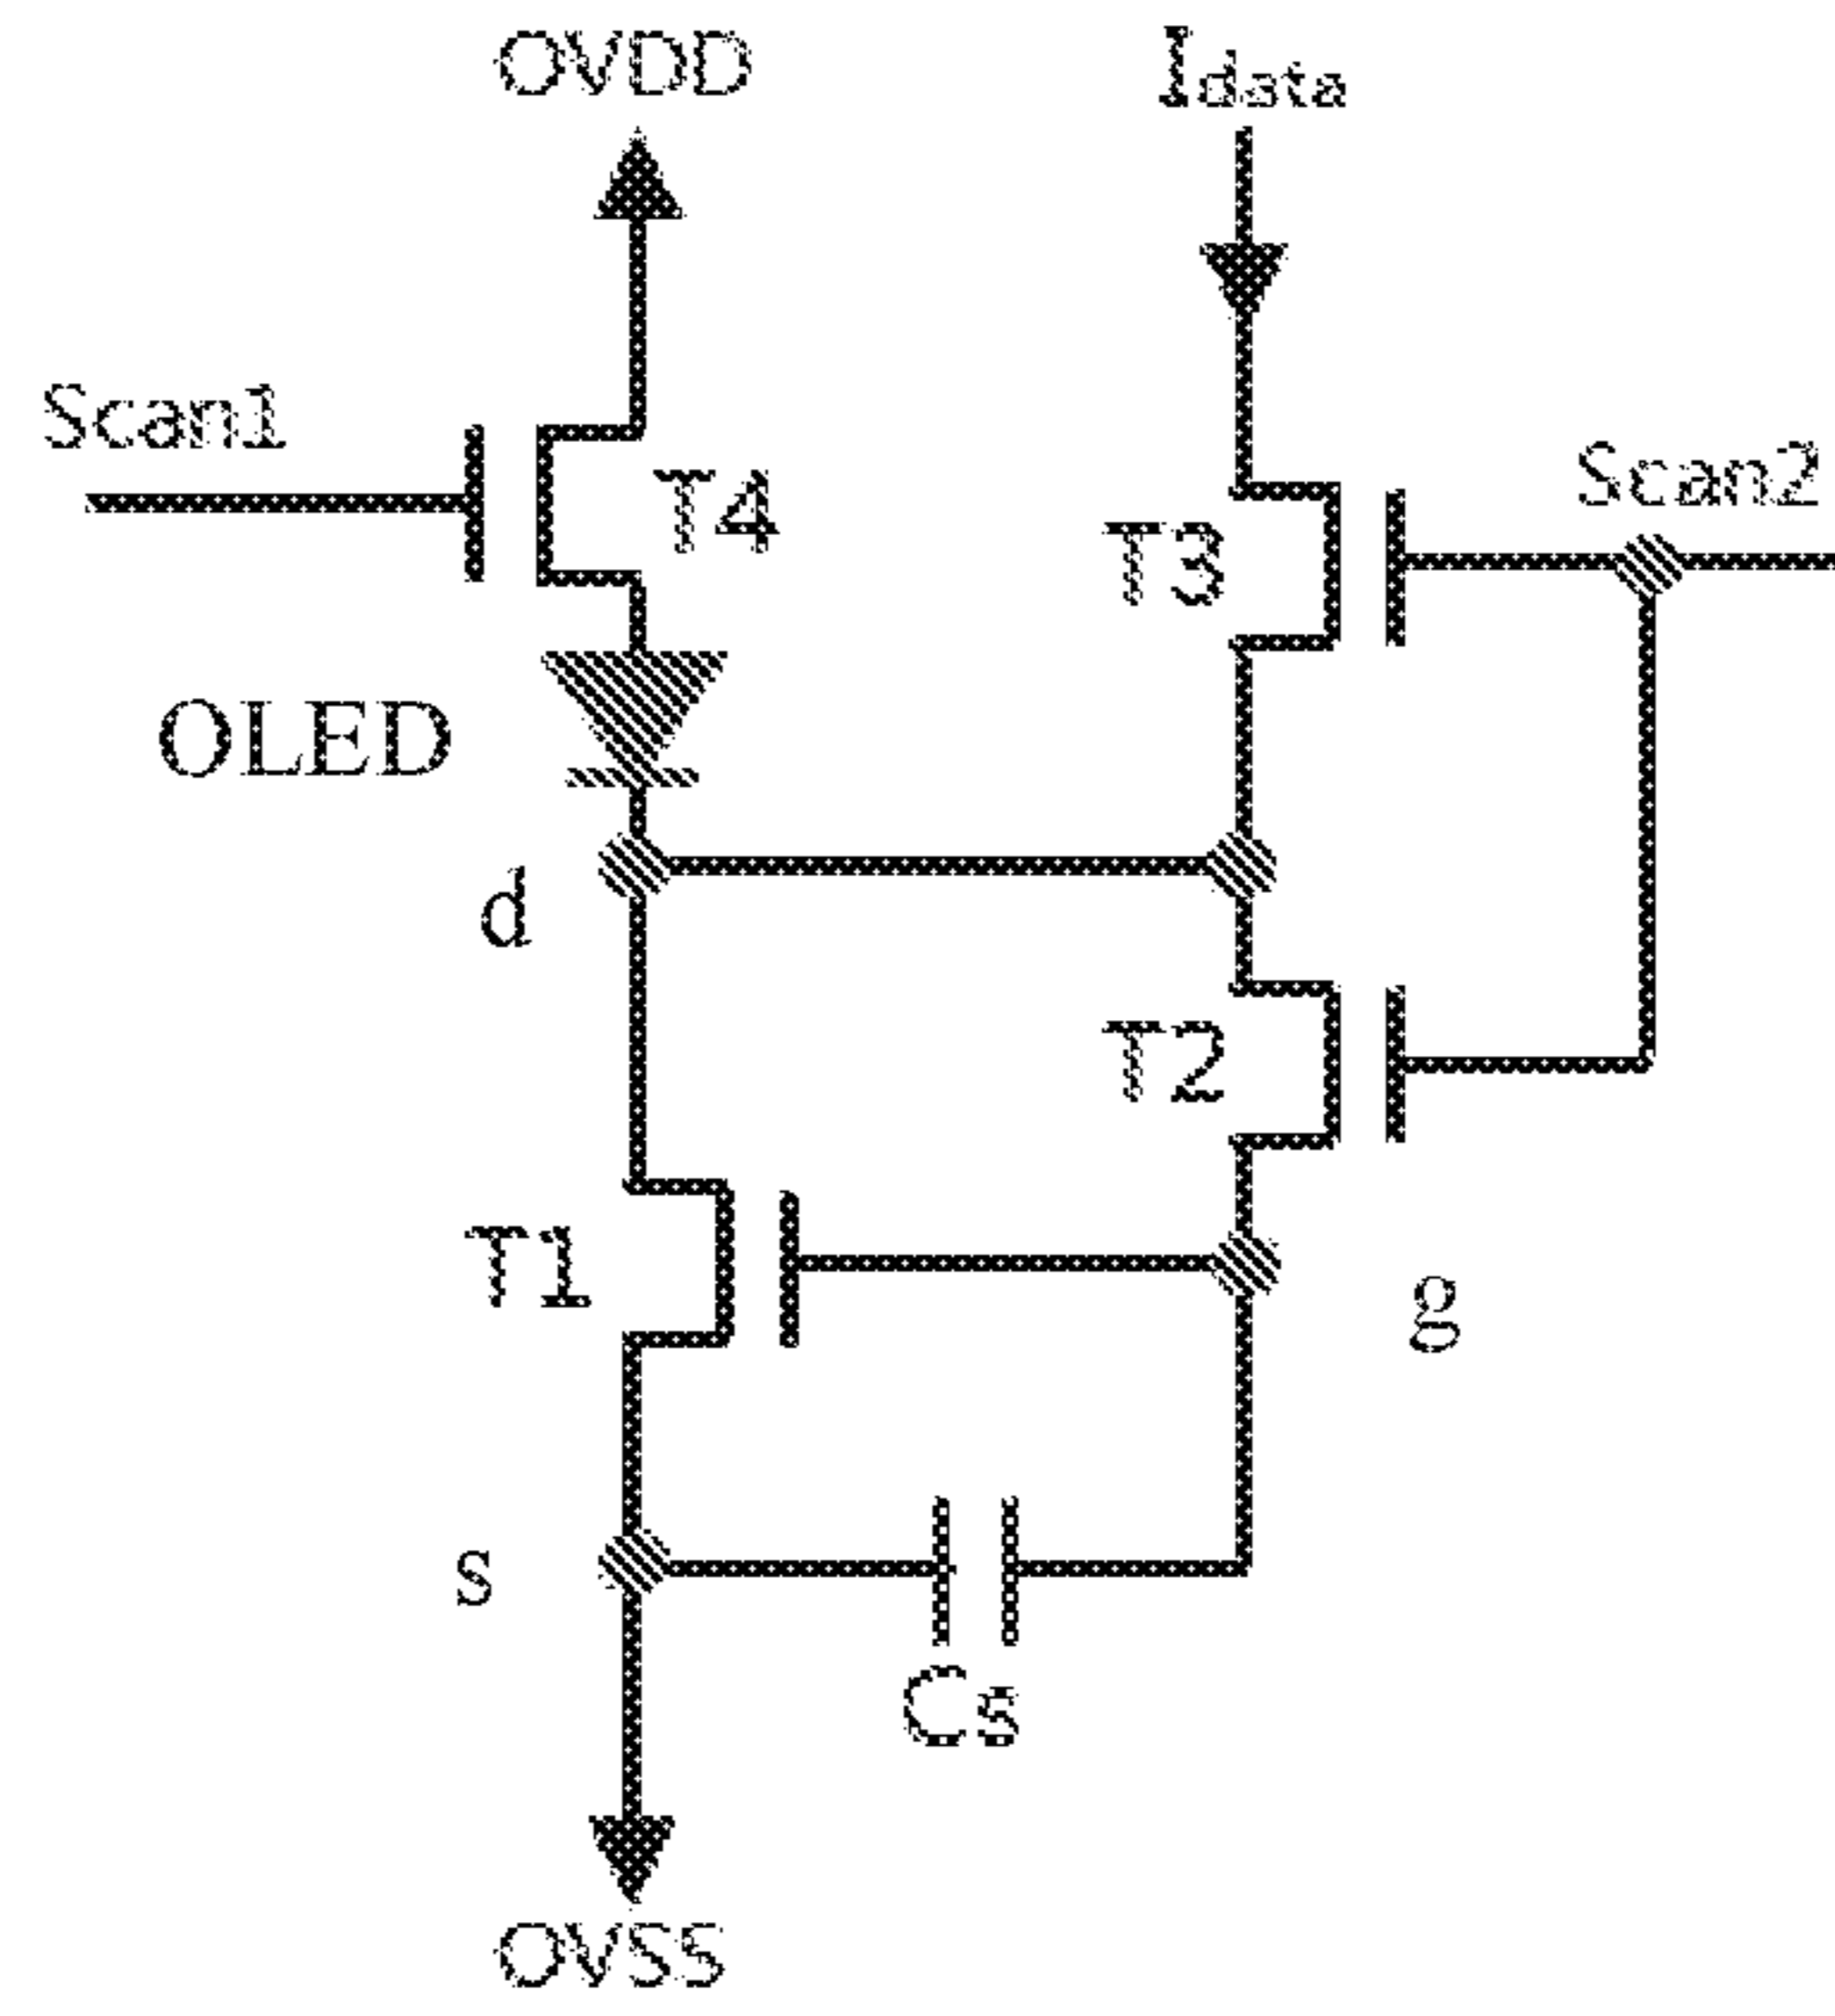 OVDD
Idata
Scan1
T4
Scan2
T3
OLED
d
T2
T1
g
s
Cs
OVSS